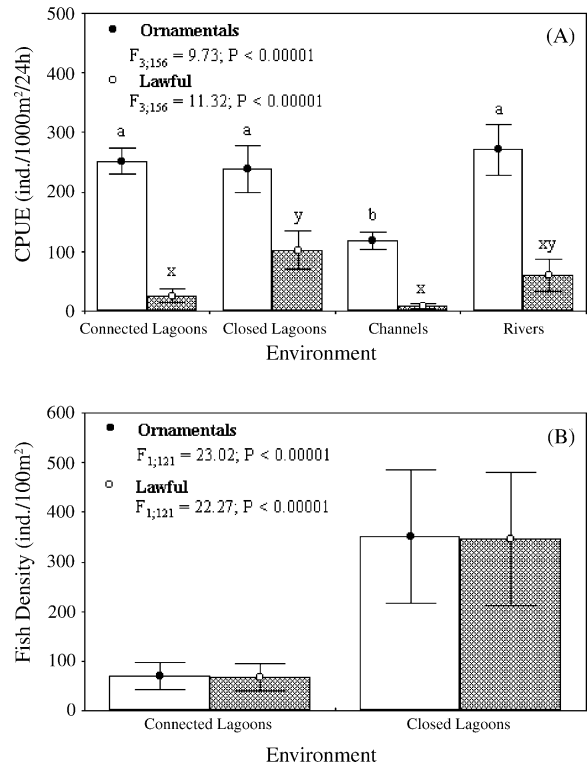 500
400
300
200
100
0
CPUE (ind./1000m²/24h)
(A)
Ornamentals
F3;156 = 9.73; P < 0.00001
Lawful
F3;156 = 11.32; P < 0.00001
a
x
a
y
b
x
a
xy
Connected Lagoons Closed Lagoons Channels Rivers
Environment
600
500
400
300
200
100
0
Fish Density (ind./100m²)
(B)
Ornamentals
F1;121 = 23.02; P < 0.00001
Lawful
F1;121 = 22.27; P < 0.00001
Connected Lagoons Closed Lagoons
Environment